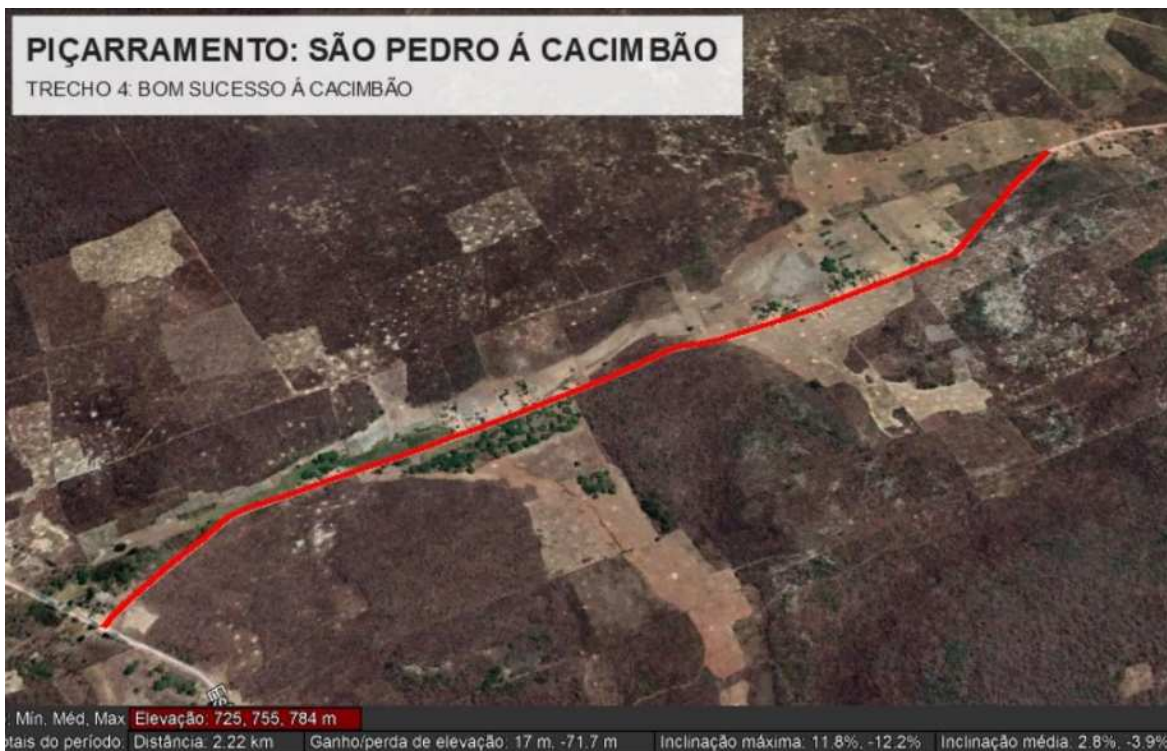 PIÇARRAMENTO: SÃO PEDRO Á CACIMBÃO
TRECHO 4: BOM SUCESSO Á CACIMBÃO
: Mín, Méd, Max Elevação: 725, 755, 784 m
otais do período: Distância: 2.22 km Ganho/perda de elevação: 17 m, -71.7 m Inclinação máxima: 11.8%, -12.2% Inclinação média: 2.8%, -3.9%